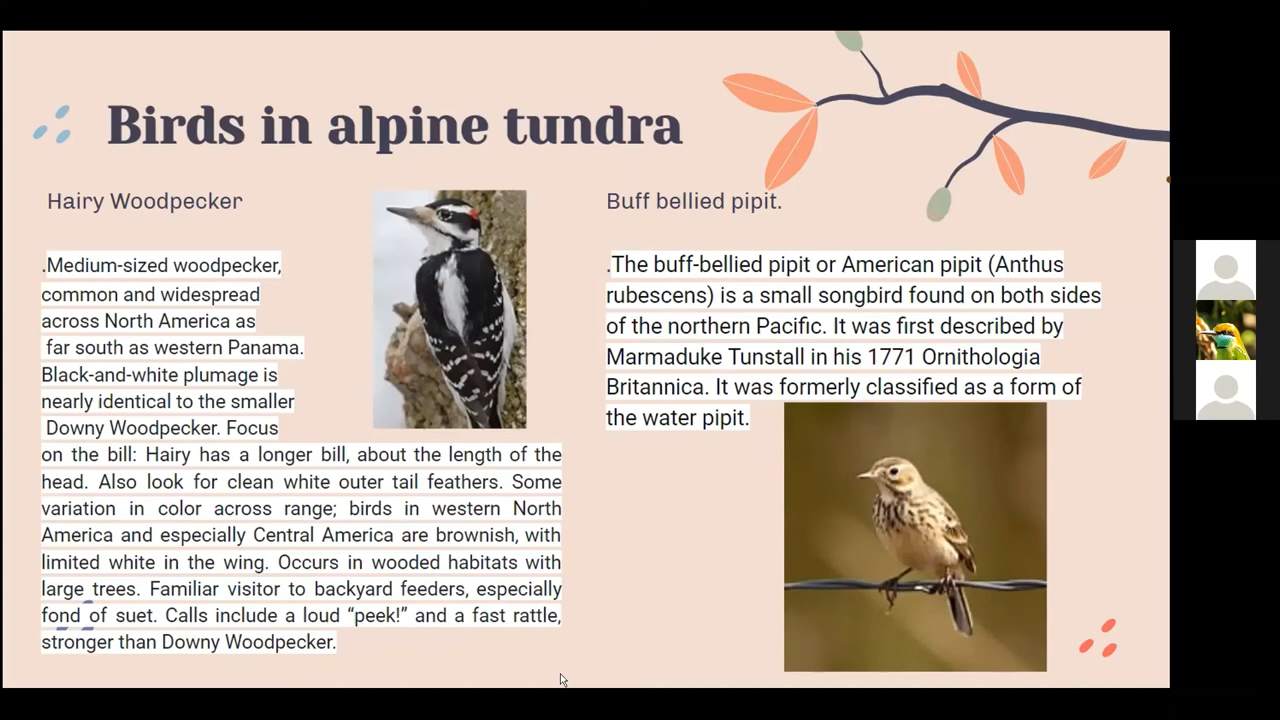 Birds in alpine tundra
Hairy Woodpecker
.Medium-sized woodpecker,
common and widespread
across North America as
far south as western Panama.
Black-and-white plumage is
nearly identical to the smaller
Downy Woodpecker. Focus
on the bill: Hairy has a longer bill, about the length of the
head. Also look for clean white outer tail feathers. Some
variation in color across range; birds in western North
America and especially Central America are brownish, with
limited white in the wing. Occurs in wooded habitats with
large trees. Familiar visitor to backyard feeders, especially
fond of suet. Calls include a loud “peek!” and a fast rattle,
stronger than Downy Woodpecker.
Buff bellied pipit.
.The buff-bellied pipit or American pipit (Anthus
rubescens) is a small songbird found on both sides
of the northern Pacific. It was first described by
Marmaduke Tunstall in his 1771 Ornithologia
Britannica. It was formerly classified as a form of
the water pipit.